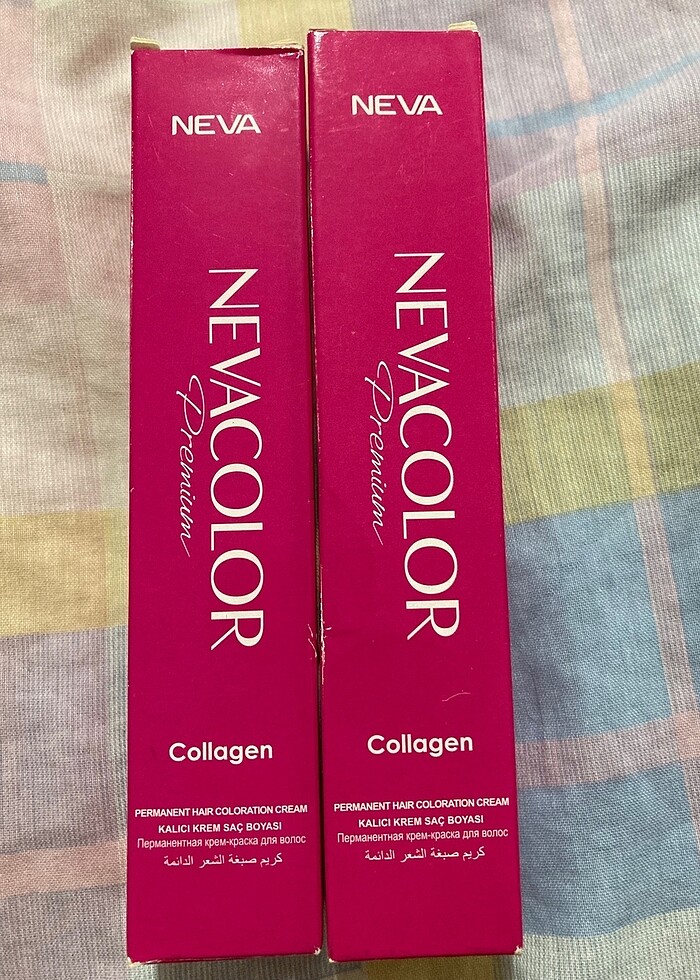 NEVA
NEVACOLOR
Premium
Collagen
PERMANENT HAIR COLORATION CREAM
KALICI KREM SAÇ BOYASI
Перманентная крем-краска для волос
كريم صبغة الشعر الدائمة
NEVA
NEVACOLOR
Premium
Collagen
PERMANENT HAIR COLORATION CREAM
KALICI KREM SAÇ BOYASI
Перманентная крем-краска для волос
كريم صبغة الشعر الدائمة